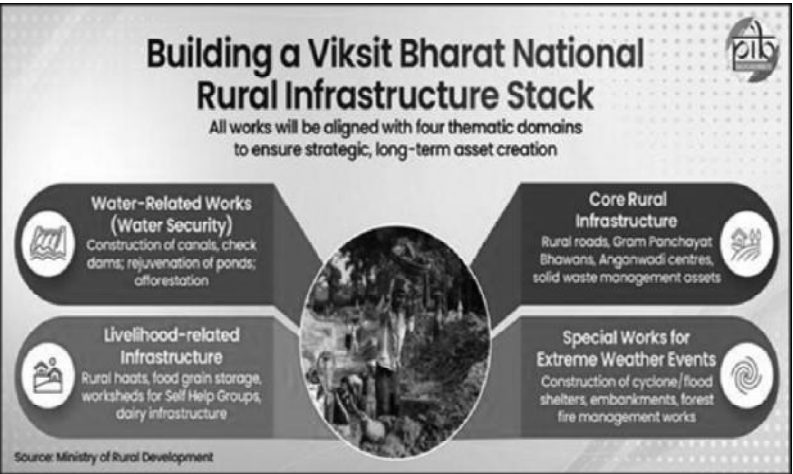 Building a Viksit Bharat National
Rural Infrastructure Stack
All works will be aligned with four thematic domains
to ensure strategic, long-term asset creation
pib
Water-Related Works
(Water Security)
Construction of canals, check
dams; rejuvenation of ponds;
afforestation
Core Rural
Infrastructure
Rural roads, Gram Panchayat
Bhawans, Anganwadi centres,
solid waste management assets
Livelihood-related
Infrastructure
Rural haats, food grain storage,
worksheds for Self Help Groups,
dairy infrastructure
Special Works for
Extreme Weather Events
Construction of cyclone/flood
shelters, embankments, forest
fire management works
Source: Ministry of Rural Development